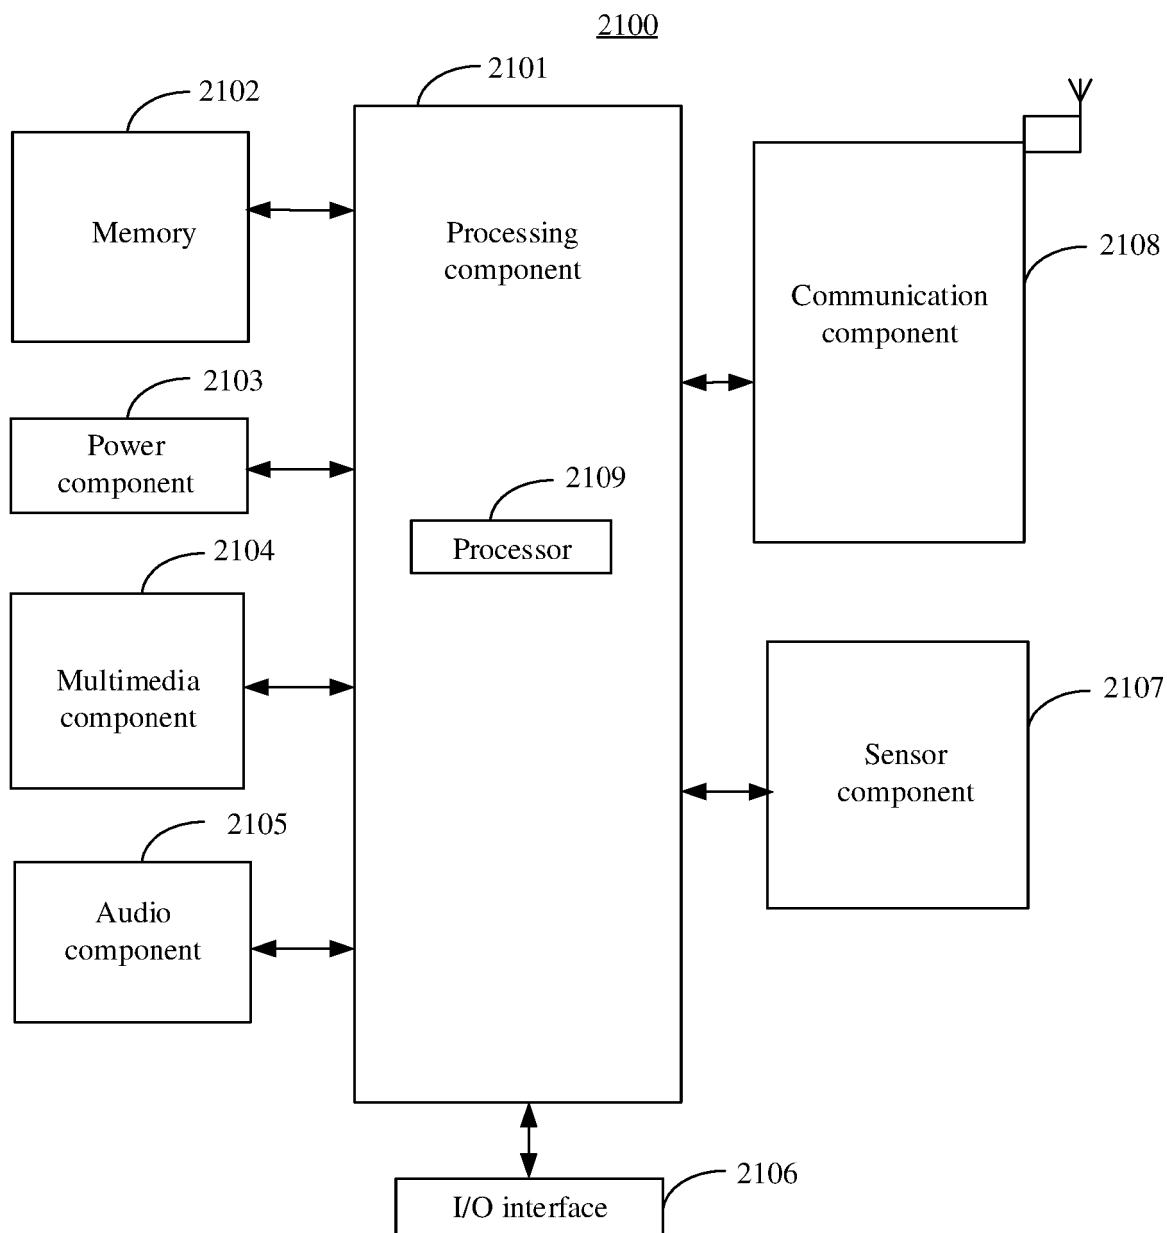 2100
2101
2102
Memory
Processing
component
2108
Communication
component
2103
Power
component
2109
Processor
2104
Multimedia
component
2107
Sensor
component
2105
Audio
component
2106
I/O interface